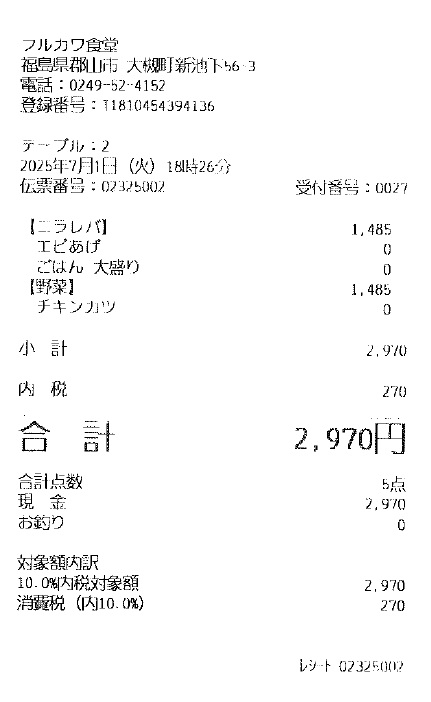 フルカワ食堂
福島県郡山市 大槻町新池下56-3
電話：0249-52-4152
登録番号：T1810454394136
テーブル：2
2025年7月1日（火）18時26分
伝票番号：02325002 受付番号：0027
【ニラレバ】 1,485
エビあげ 0
ごはん 大盛り 0
【野菜】 1,485
チキンカツ 0
小 計 2,970
内 税 270
合 計 2,970円
合計点数 5点
現 金 2,970
お釣り 0
対象額内訳
10.0%内税対象額 2,970
消費税（内10.0%） 270
レシート 02325002